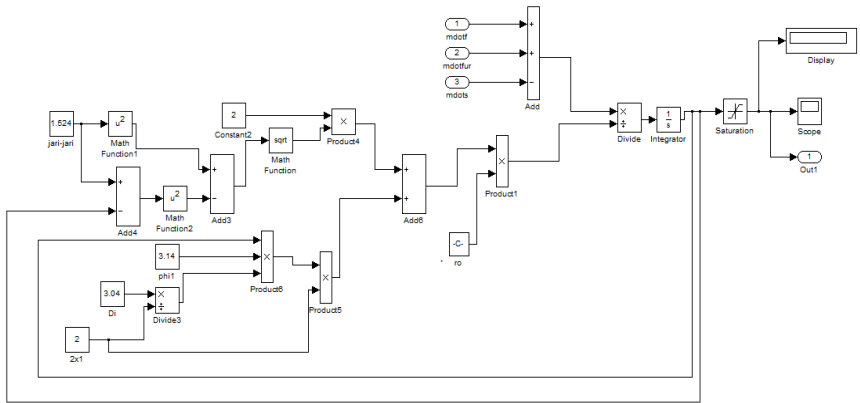 1
mdotf
2
mdotfur
3
mdots
+
+
−
Add
Display
1.524
jari-jari
u²
Math
Function1
2
Constant2
×
Product4
sqrt
Math
Function
×
÷
Divide
1
s
Integrator
Saturation
Scope
1
Out1
+
−
Add4
u²
Math
Function2
+
−
Add3
+
+
Add6
×
Product1
-C-
ro
3.14
phi1
×
Product6
×
Product5
3.04
Di
×
÷
Divide3
2
2x1